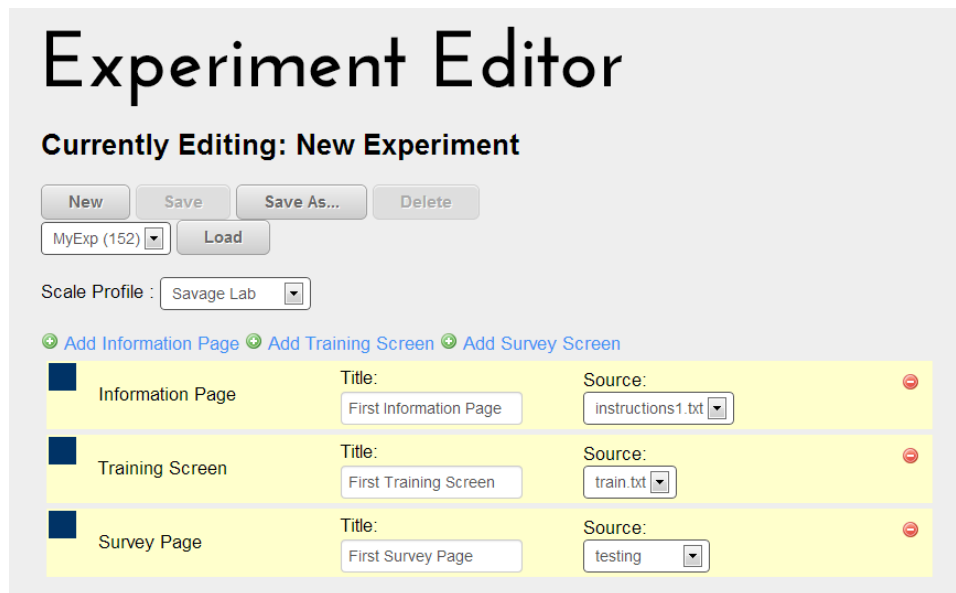 Experiment Editor
Currently Editing: New Experiment
New Save Save As... Delete
MyExp (152) Load
Scale Profile : Savage Lab
Add Information Page Add Training Screen Add Survey Screen
Information Page Title: First Information Page Source: instructions1.txt
Training Screen Title: First Training Screen Source: train.txt
Survey Page Title: First Survey Page Source: testing